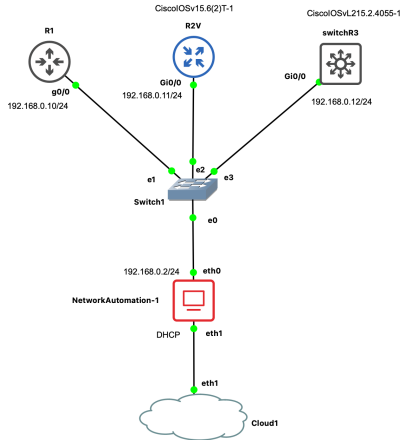 CiscoIOSv15.6(2)T-1
CiscoIOSvL215.2.4055-1
R1
R2V
switchR3
g0/0
Gi0/0
Gi0/0
192.168.0.10/24
192.168.0.11/24
192.168.0.12/24
e1
e2
e3
Switch1
e0
192.168.0.2/24
eth0
NetworkAutomation-1
DHCP
eth1
eth1
Cloud1